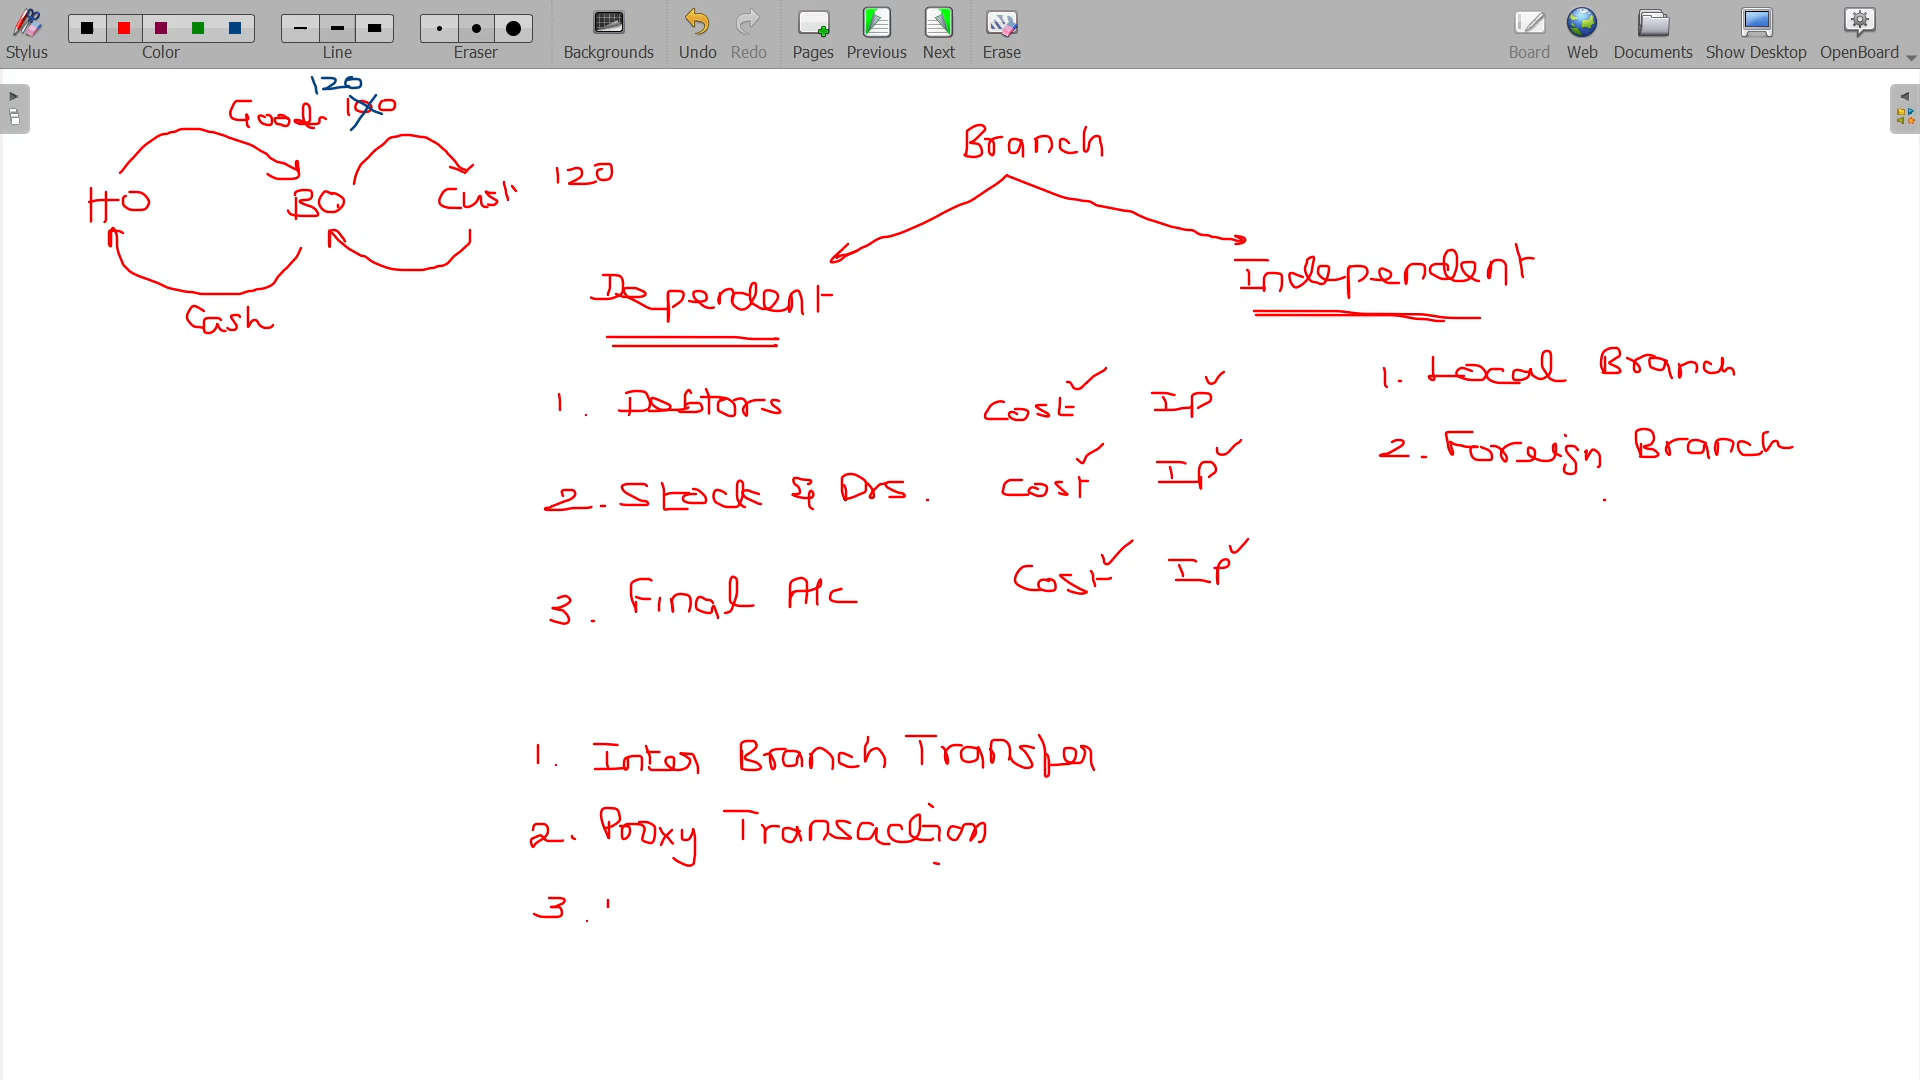 Stylus Color Line Eraser Backgrounds Undo Redo Pages Previous Next Erase Board Web Documents Show Desktop OpenBoard
120
Goods 100
HO BO Cust. 120
Cash
Branch
Dependent Independent
1. Debtors Cost IP
2. Stock & Drs. Cost IP
3. Final A/c Cost IP
1. Local Branch
2. Foreign Branch
1. Inter Branch Transfer
2. Proxy Transaction
3.